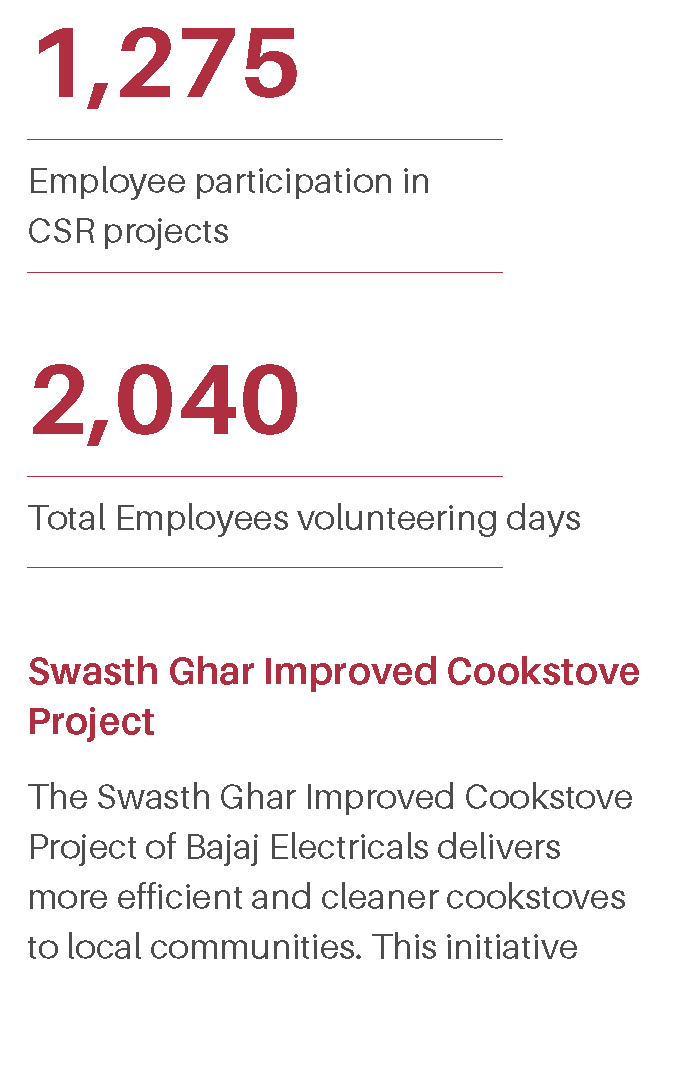 1,275
Employee participation in
CSR projects
2,040
Total Employees volunteering days
Swasth Ghar Improved Cookstove
Project
The Swasth Ghar Improved Cookstove
Project of Bajaj Electricals delivers
more efficient and cleaner cookstoves
to local communities. This initiative